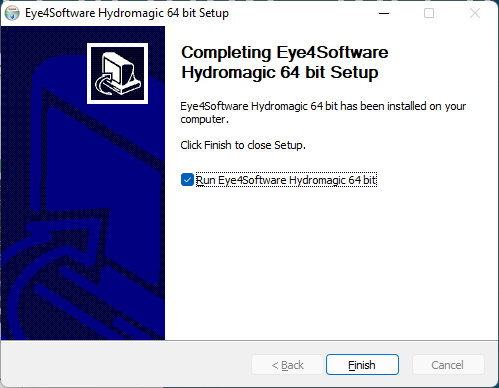 Eye4Software Hydromagic 64 bit Setup
Completing Eye4Software
Hydromagic 64 bit Setup
Eye4Software Hydromagic 64 bit has been installed on your
computer.
Click Finish to close Setup.
Run Eye4Software Hydromagic 64 bit
< Back
Finish
Cancel